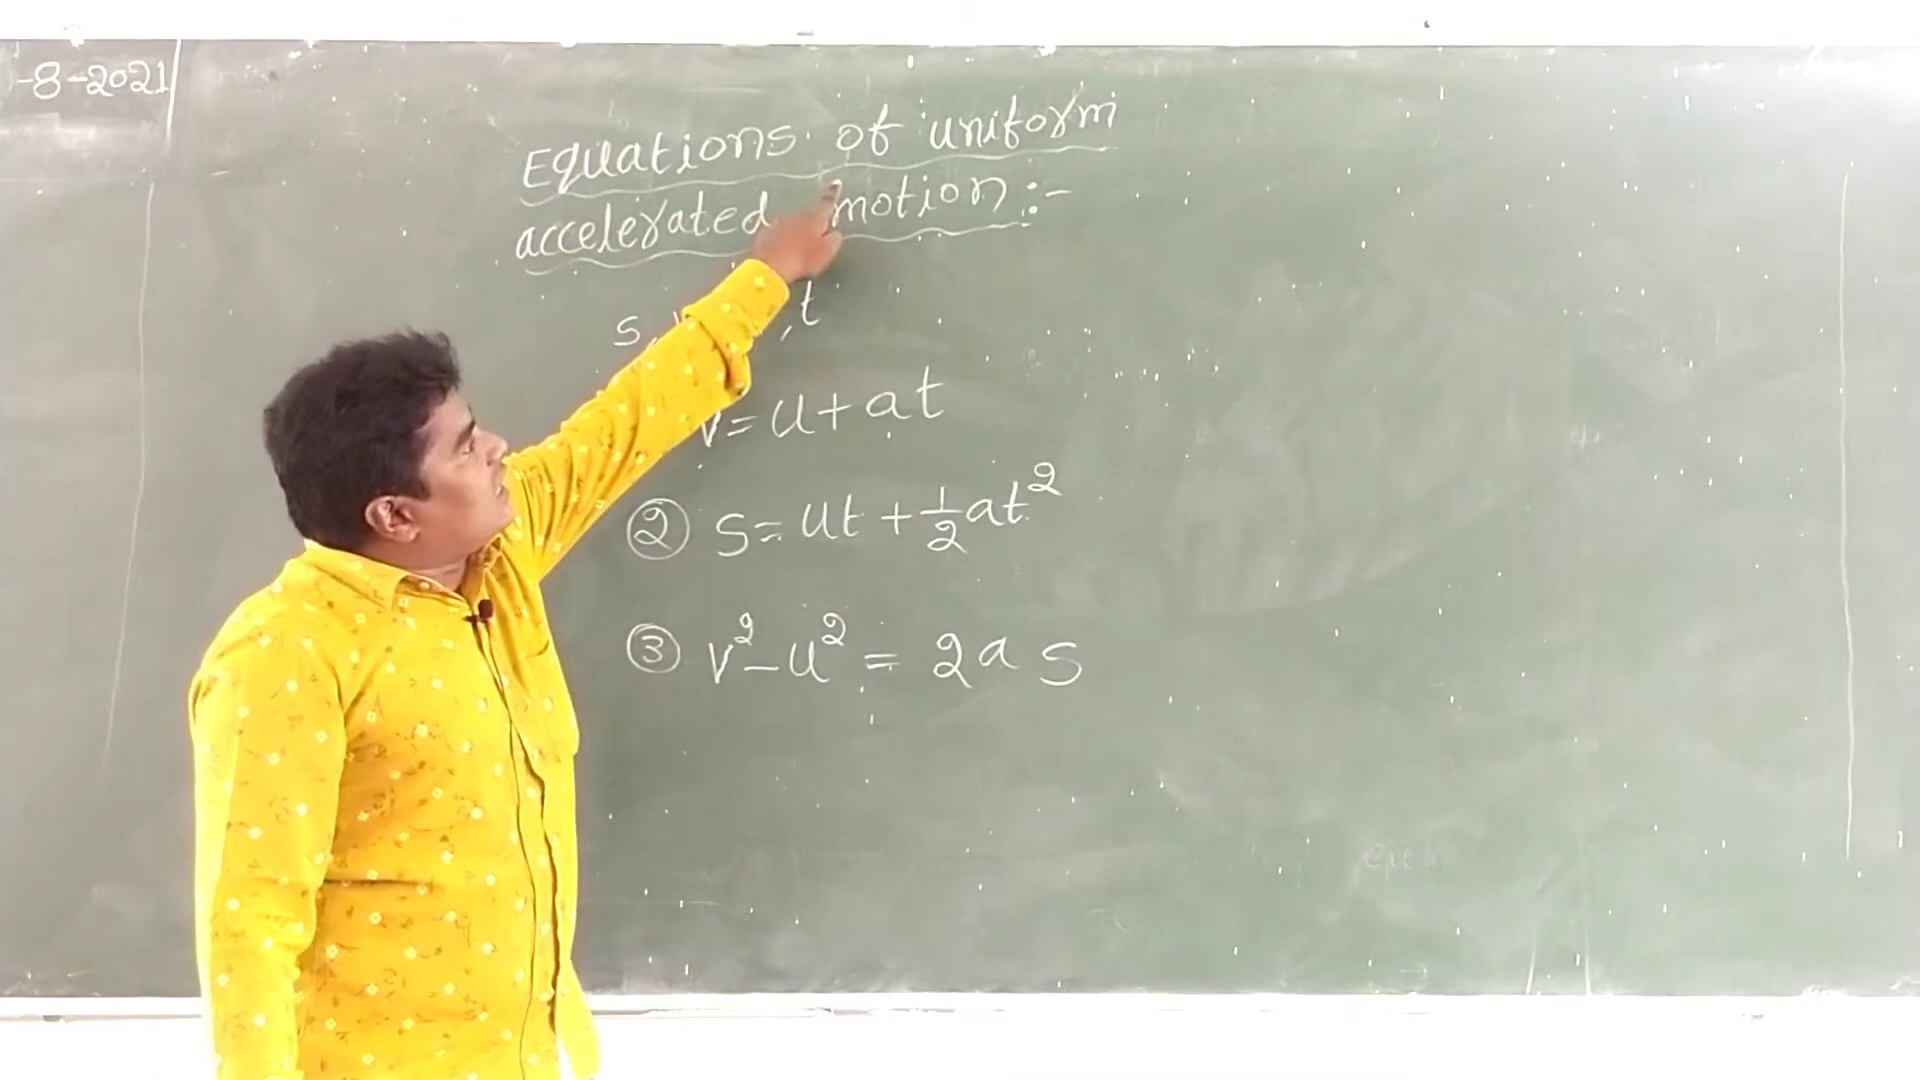 -8-2021
Equations of uniform
accelerated motion:-
s, , t
v=u+at
② s=ut+½at²
③ v²-u²=2as